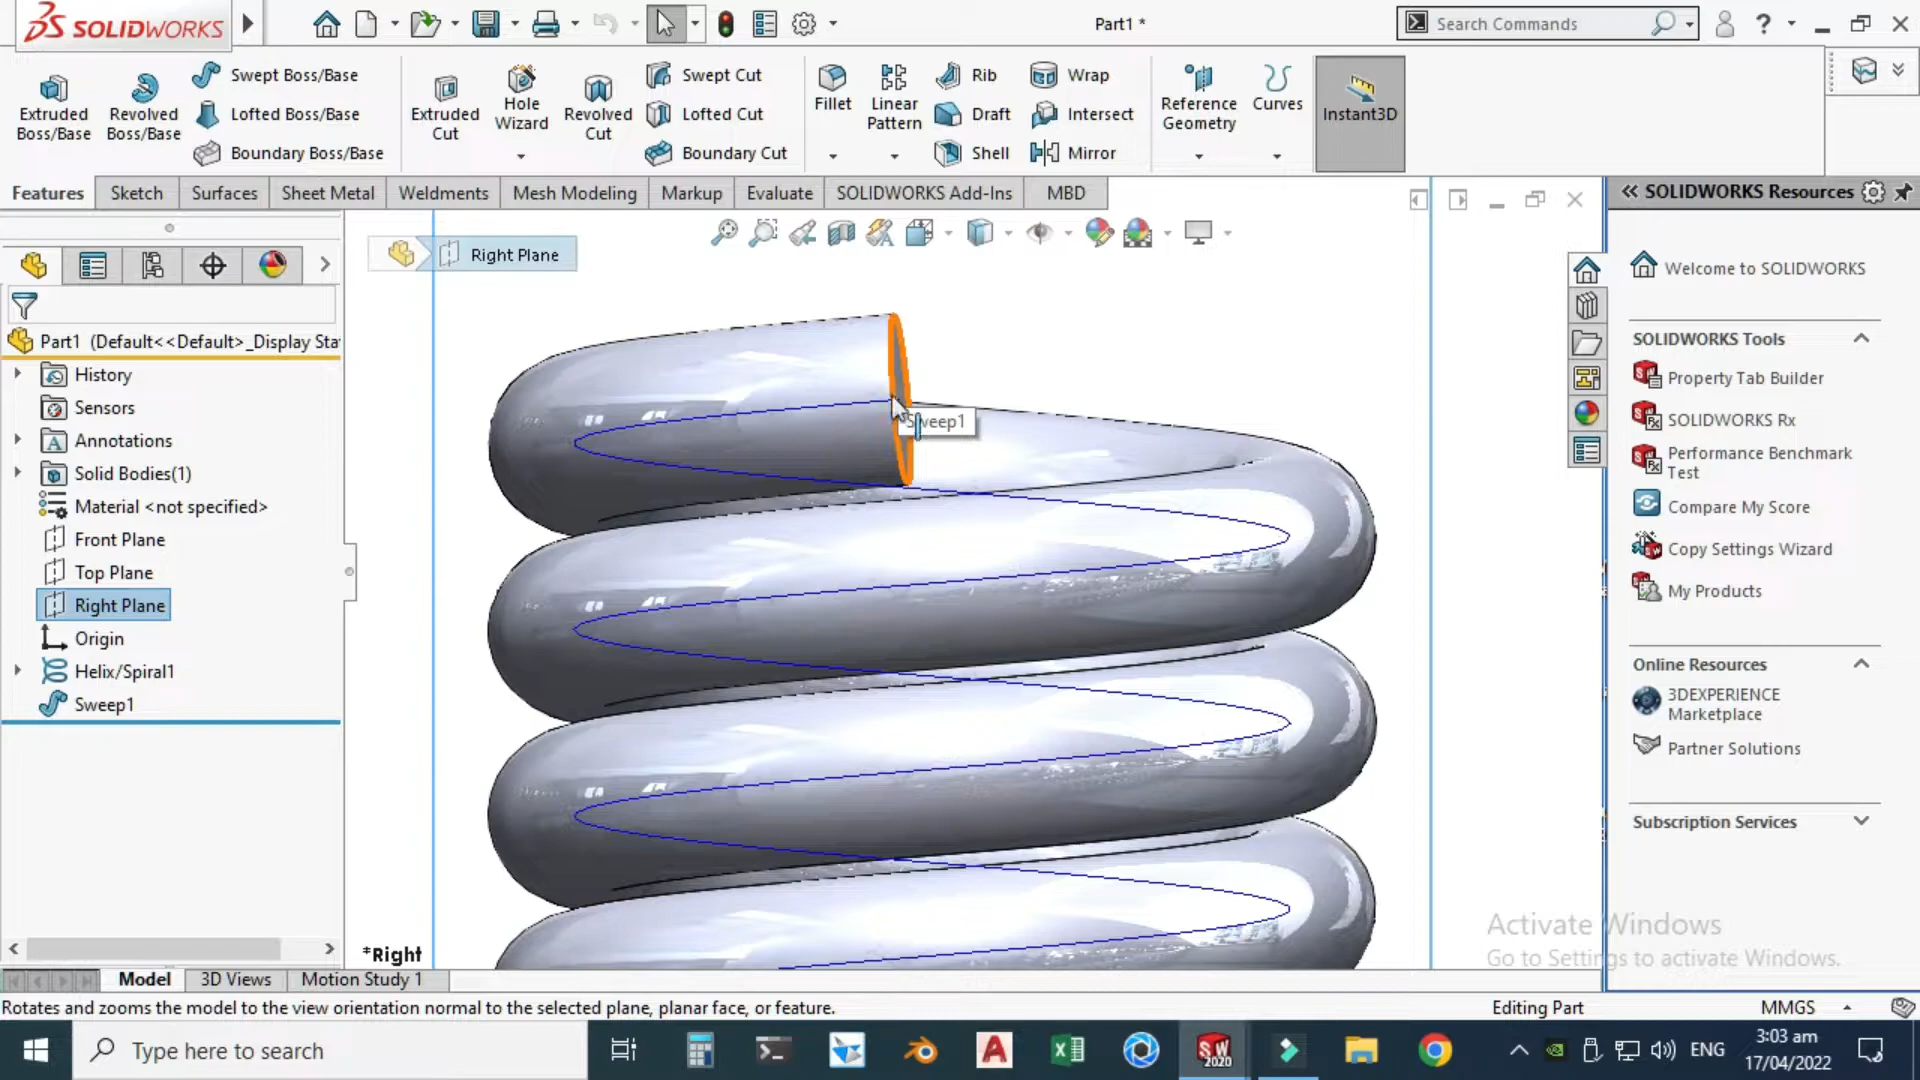 SOLIDWORKS
Part1 *
Search Commands
Extruded Boss/Base
Revolved Boss/Base
Swept Boss/Base
Lofted Boss/Base
Boundary Boss/Base
Extruded Cut
Hole Wizard
Revolved Cut
Swept Cut
Lofted Cut
Boundary Cut
Fillet
Linear Pattern
Rib
Draft
Shell
Wrap
Intersect
Mirror
Reference Geometry
Curves
Instant3D
Features
Sketch
Surfaces
Sheet Metal
Weldments
Mesh Modeling
Markup
Evaluate
SOLIDWORKS Add-Ins
MBD
SOLIDWORKS Resources
Right Plane
Part1 (Default<<Default>_Display Sta
History
Sensors
Annotations
Solid Bodies(1)
Material <not specified>
Front Plane
Top Plane
Right Plane
Origin
Helix/Spiral1
Sweep1
Sweep1
*Right
Welcome to SOLIDWORKS
SOLIDWORKS Tools
Property Tab Builder
SOLIDWORKS Rx
Performance Benchmark
Test
Compare My Score
Copy Settings Wizard
My Products
Online Resources
3DEXPERIENCE
Marketplace
Partner Solutions
Subscription Services
Activate Windows
Go to Settings to activate Windows.
Model
3D Views
Motion Study 1
Rotates and zooms the model to the view orientation normal to the selected plane, planar face, or feature.
Editing Part
MMGS
Type here to search
SW
2020
ENG
3:03 am
17/04/2022